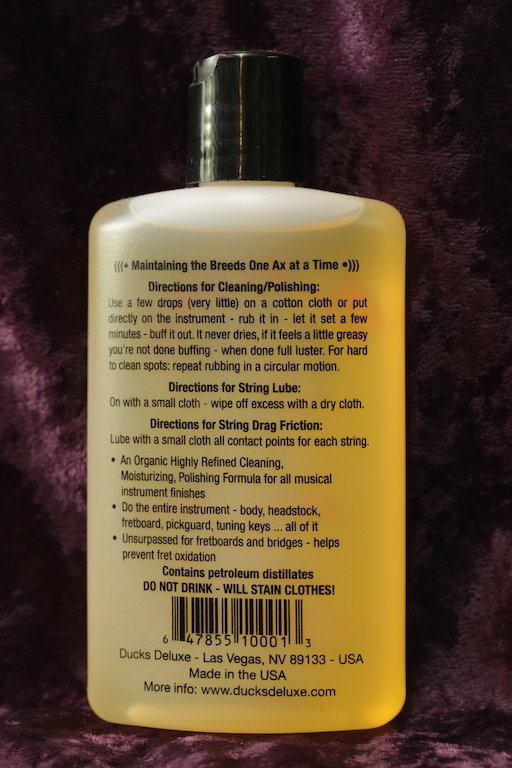 (((• Maintaining the Breeds One Ax at a Time •)))
Directions for Cleaning/Polishing:
Use a few drops (very little) on a cotton cloth or put
directly on the instrument - rub it in - let it set a few
minutes - buff it out. It never dries, if it feels a little greasy
you're not done buffing - when done full luster. For hard
to clean spots: repeat rubbing in a circular motion.
Directions for String Lube:
On with a small cloth - wipe off excess with a dry cloth.
Directions for String Drag Friction:
Lube with a small cloth all contact points for each string.
• An Organic Highly Refined Cleaning,
Moisturizing, Polishing Formula for all musical
instrument finishes
• Do the entire instrument - body, headstock,
fretboard, pickguard, tuning keys ... all of it
• Unsurpassed for fretboards and bridges - helps
prevent fret oxidation
Contains petroleum distillates
DO NOT DRINK - WILL STAIN CLOTHES!
6 47855 10001 3
Ducks Deluxe - Las Vegas, NV 89133 - USA
Made in the USA
More info: www.ducksdeluxe.com